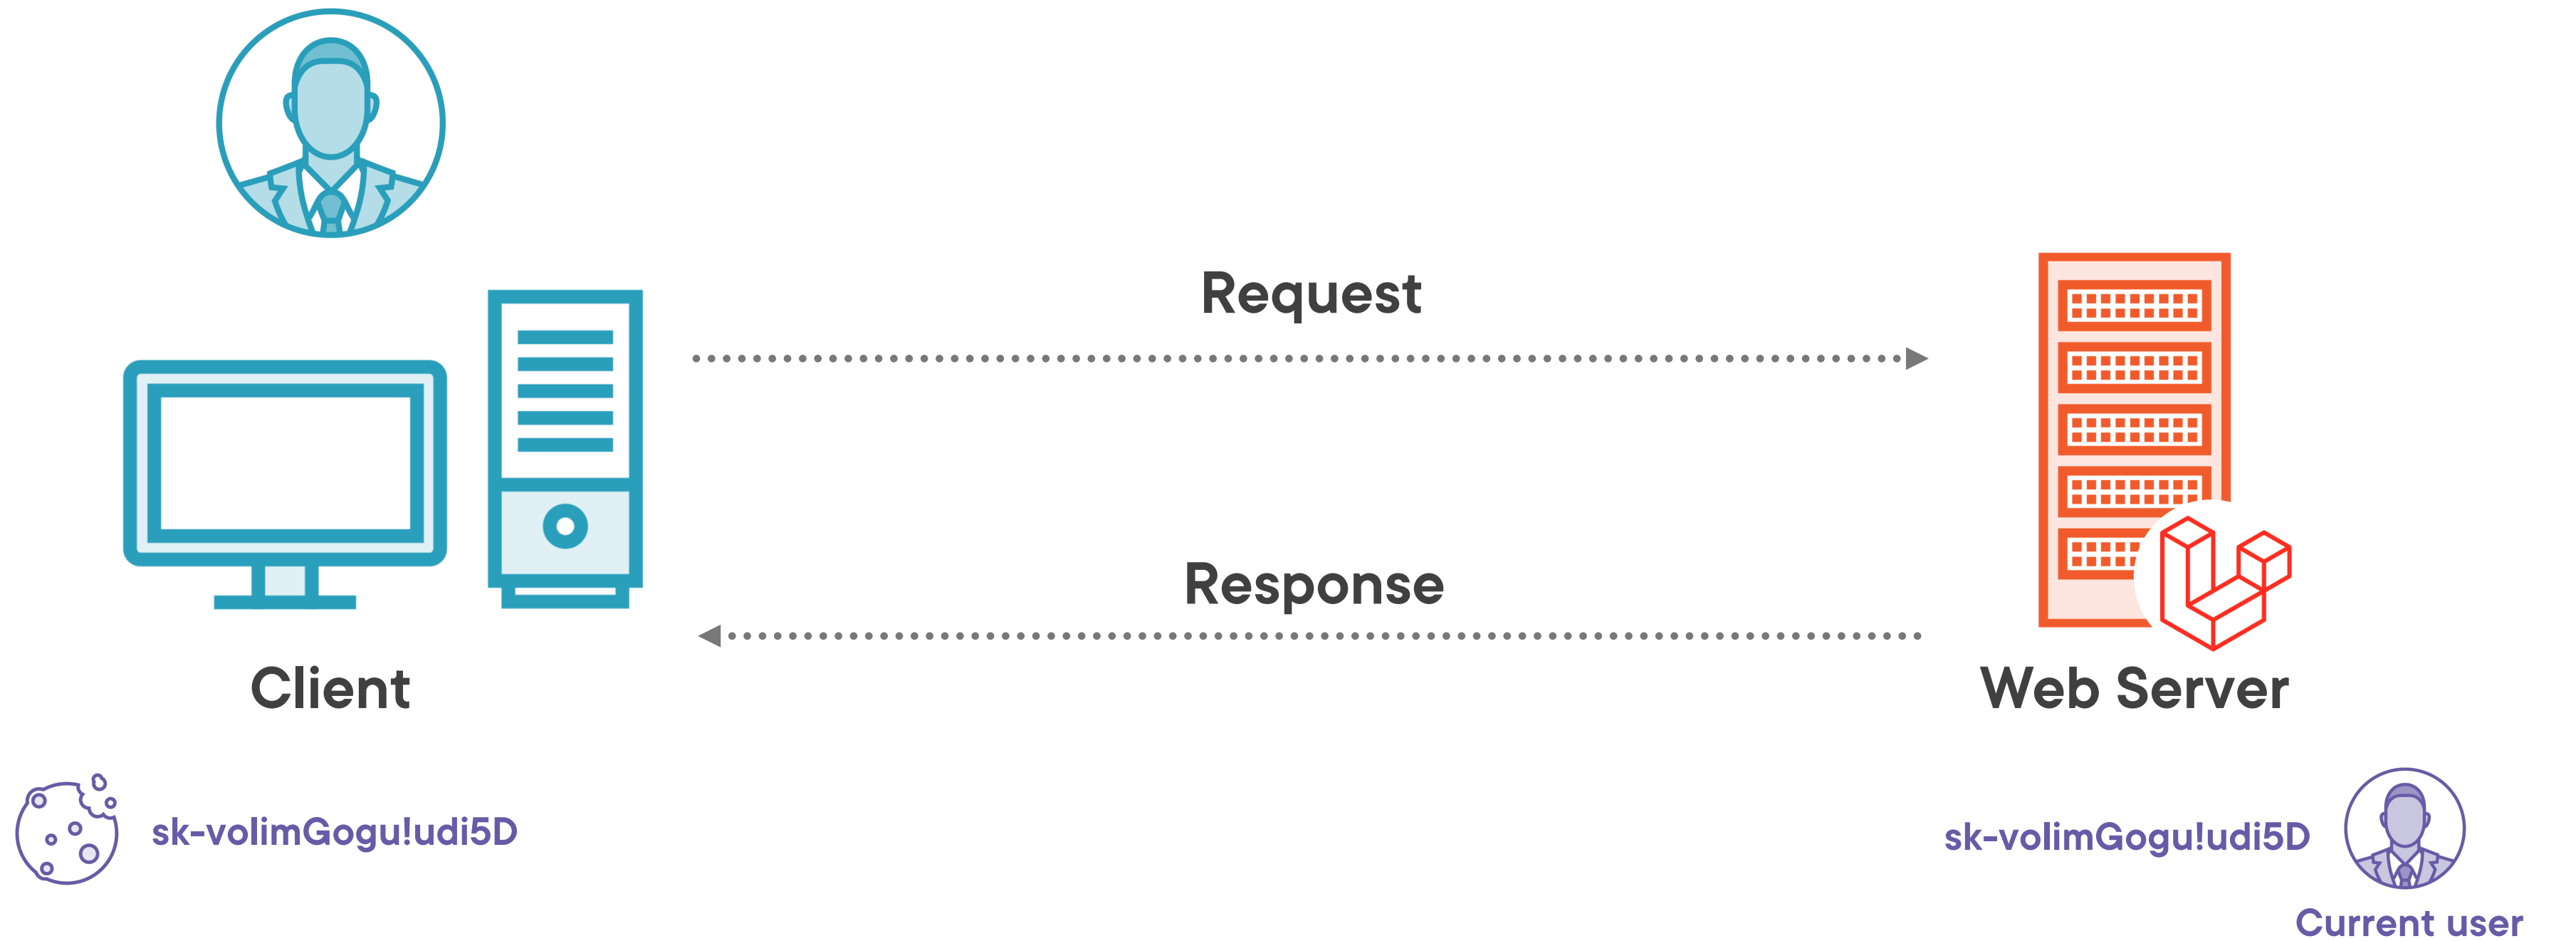 Request
Response
Client
Web Server
sk-volimGogu!udi5D
sk-volimGogu!udi5D
Current user